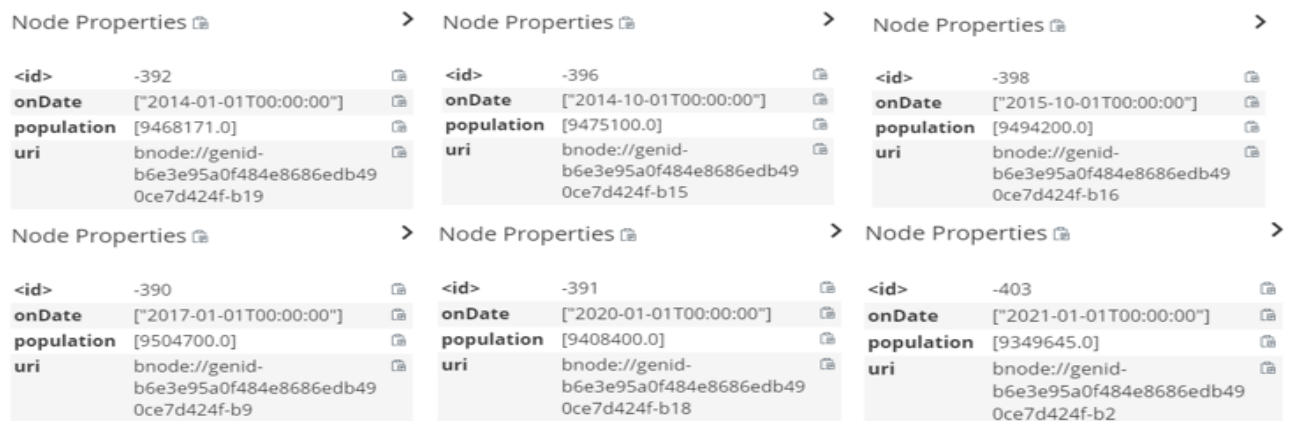 Node Properties
<id> -392
onDate ["2014-01-01T00:00:00"]
population [9468171.0]
uri bnode://genid-
b6e3e95a0f484e8686edb49
0ce7d424f-b19
Node Properties
<id> -396
onDate ["2014-10-01T00:00:00"]
population [9475100.0]
uri bnode://genid-
b6e3e95a0f484e8686edb49
0ce7d424f-b15
Node Properties
<id> -398
onDate ["2015-10-01T00:00:00"]
population [9494200.0]
uri bnode://genid-
b6e3e95a0f484e8686edb49
0ce7d424f-b16
Node Properties
<id> -390
onDate ["2017-01-01T00:00:00"]
population [9504700.0]
uri bnode://genid-
b6e3e95a0f484e8686edb49
0ce7d424f-b9
Node Properties
<id> -391
onDate ["2020-01-01T00:00:00"]
population [9408400.0]
uri bnode://genid-
b6e3e95a0f484e8686edb49
0ce7d424f-b18
Node Properties
<id> -403
onDate ["2021-01-01T00:00:00"]
population [9349645.0]
uri bnode://genid-
b6e3e95a0f484e8686edb49
0ce7d424f-b2